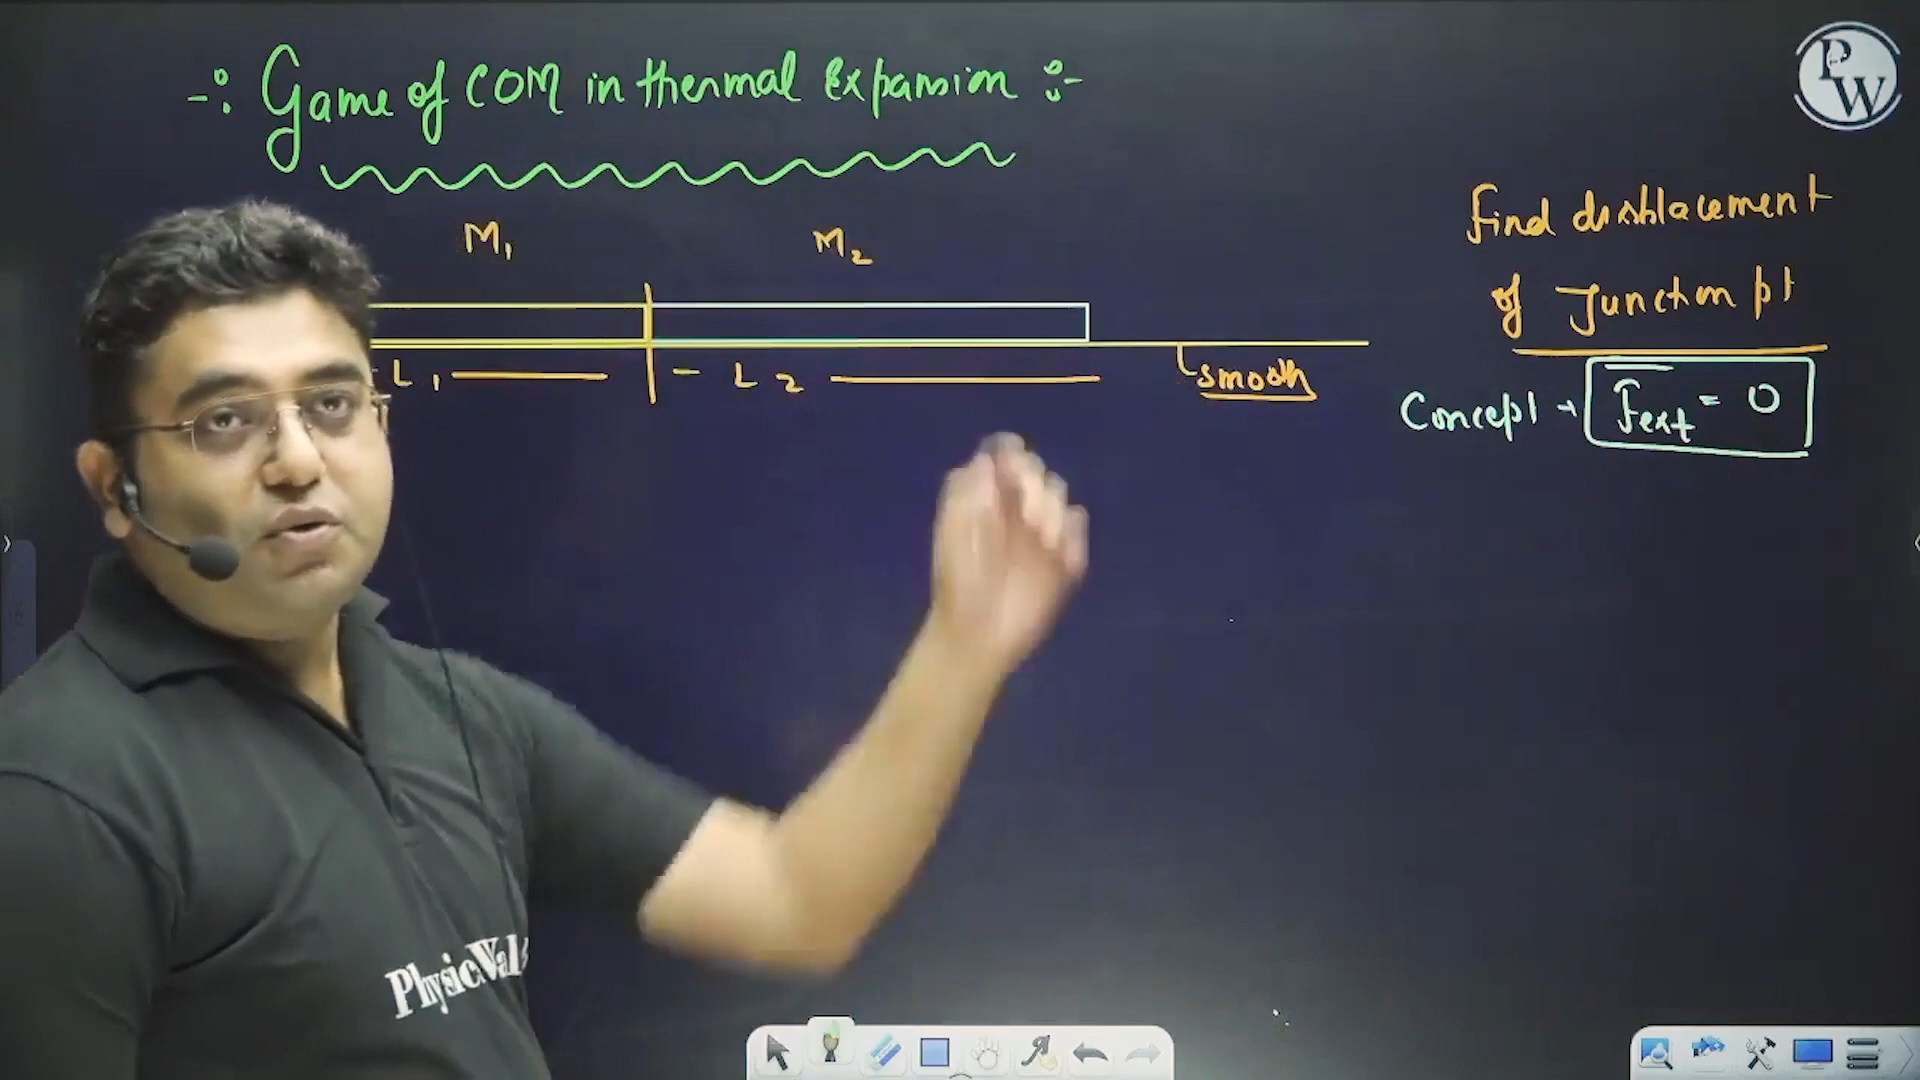 -: Game of COM in thermal Expansion :-
M1 M2
L1 - L2
smooth
find displacement
of Junction pt
Concept → Fext = 0
PW
PhysicsWal